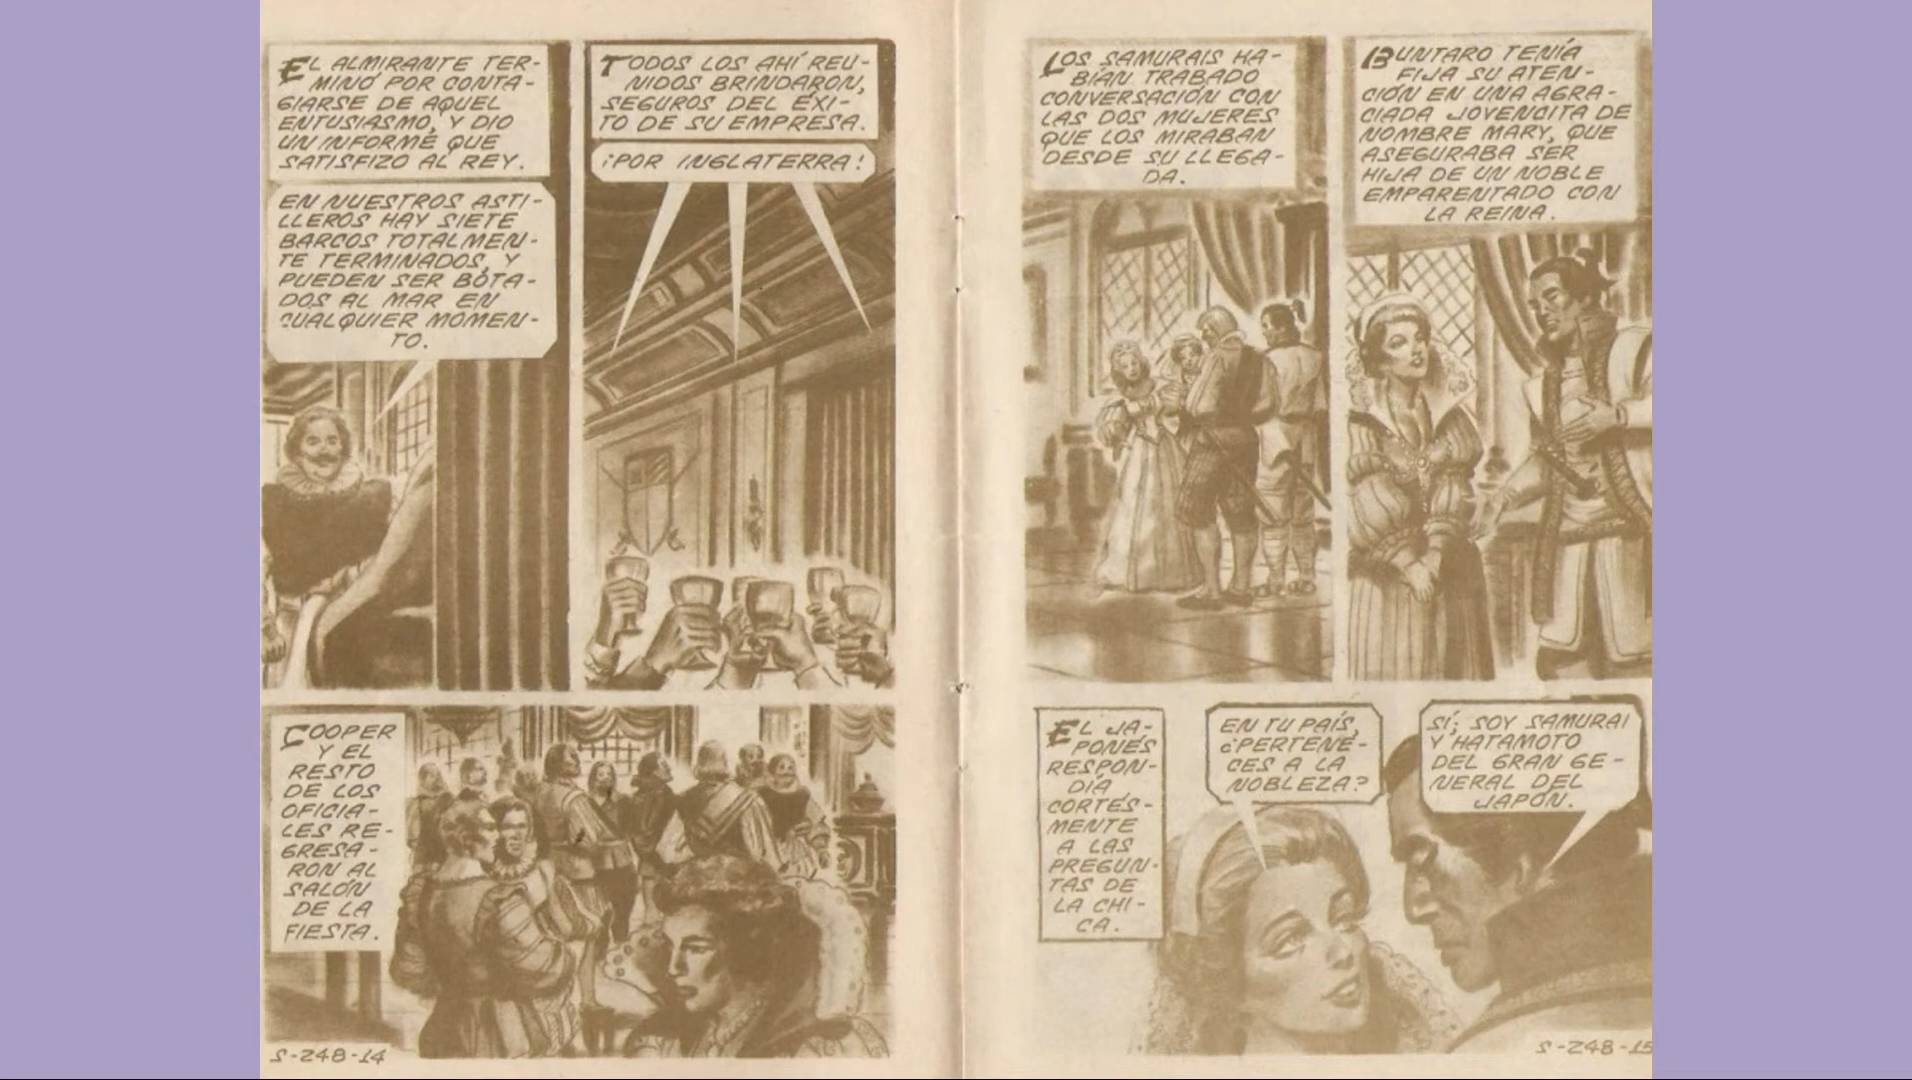 EL ALMIRANTE TER-
MINÓ POR CONTA-
GIARSE DE AQUEL
ENTUSIASMO, Y DIO
UN INFORME QUE
SATISFIZO AL REY.
EN NUESTROS ASTI-
LLEROS HAY SIETE
BARCOS TOTALMEN-
TE TERMINADOS, Y
PUEDEN SER BOTA-
DOS AL MAR EN
CUALQUIER MOMEN-
TO.
TODOS LOS AHÍ REU-
NIDOS BRINDARON,
SEGUROS DEL ÉXI-
TO DE SU EMPRESA.
¡POR INGLATERRA!
COOPER
Y EL
RESTO
DE LOS
OFICIA-
LES RE-
GRESA-
RON AL
SALÓN
DE LA
FIESTA.
S-248-14
LOS SAMURAIS HA-
BÍAN TRABADO
CONVERSACIÓN CON
LAS DOS MUJERES
QUE LOS MIRABAN
DESDE SU LLEGA-
DA.
BUNTARO TENÍA
FIJA SU ATEN-
CIÓN EN UNA AGRA-
CIADA JOVENCITA DE
NOMBRE MARY, QUE
ASEGURABA SER
HIJA DE UN NOBLE
EMPARENTADO CON
LA REINA.
EL JA-
PONÉS
RESPON-
DÍA
CORTÉS-
MENTE
A LAS
PREGUN-
TAS DE
LA CHI-
CA.
EN TU PAÍS,
¿PERTENE-
CES A LA
NOBLEZA?
SÍ; SOY SAMURAI
Y HATAMOTO
DEL GRAN GE-
NERAL DEL
JAPÓN.
S-248-15